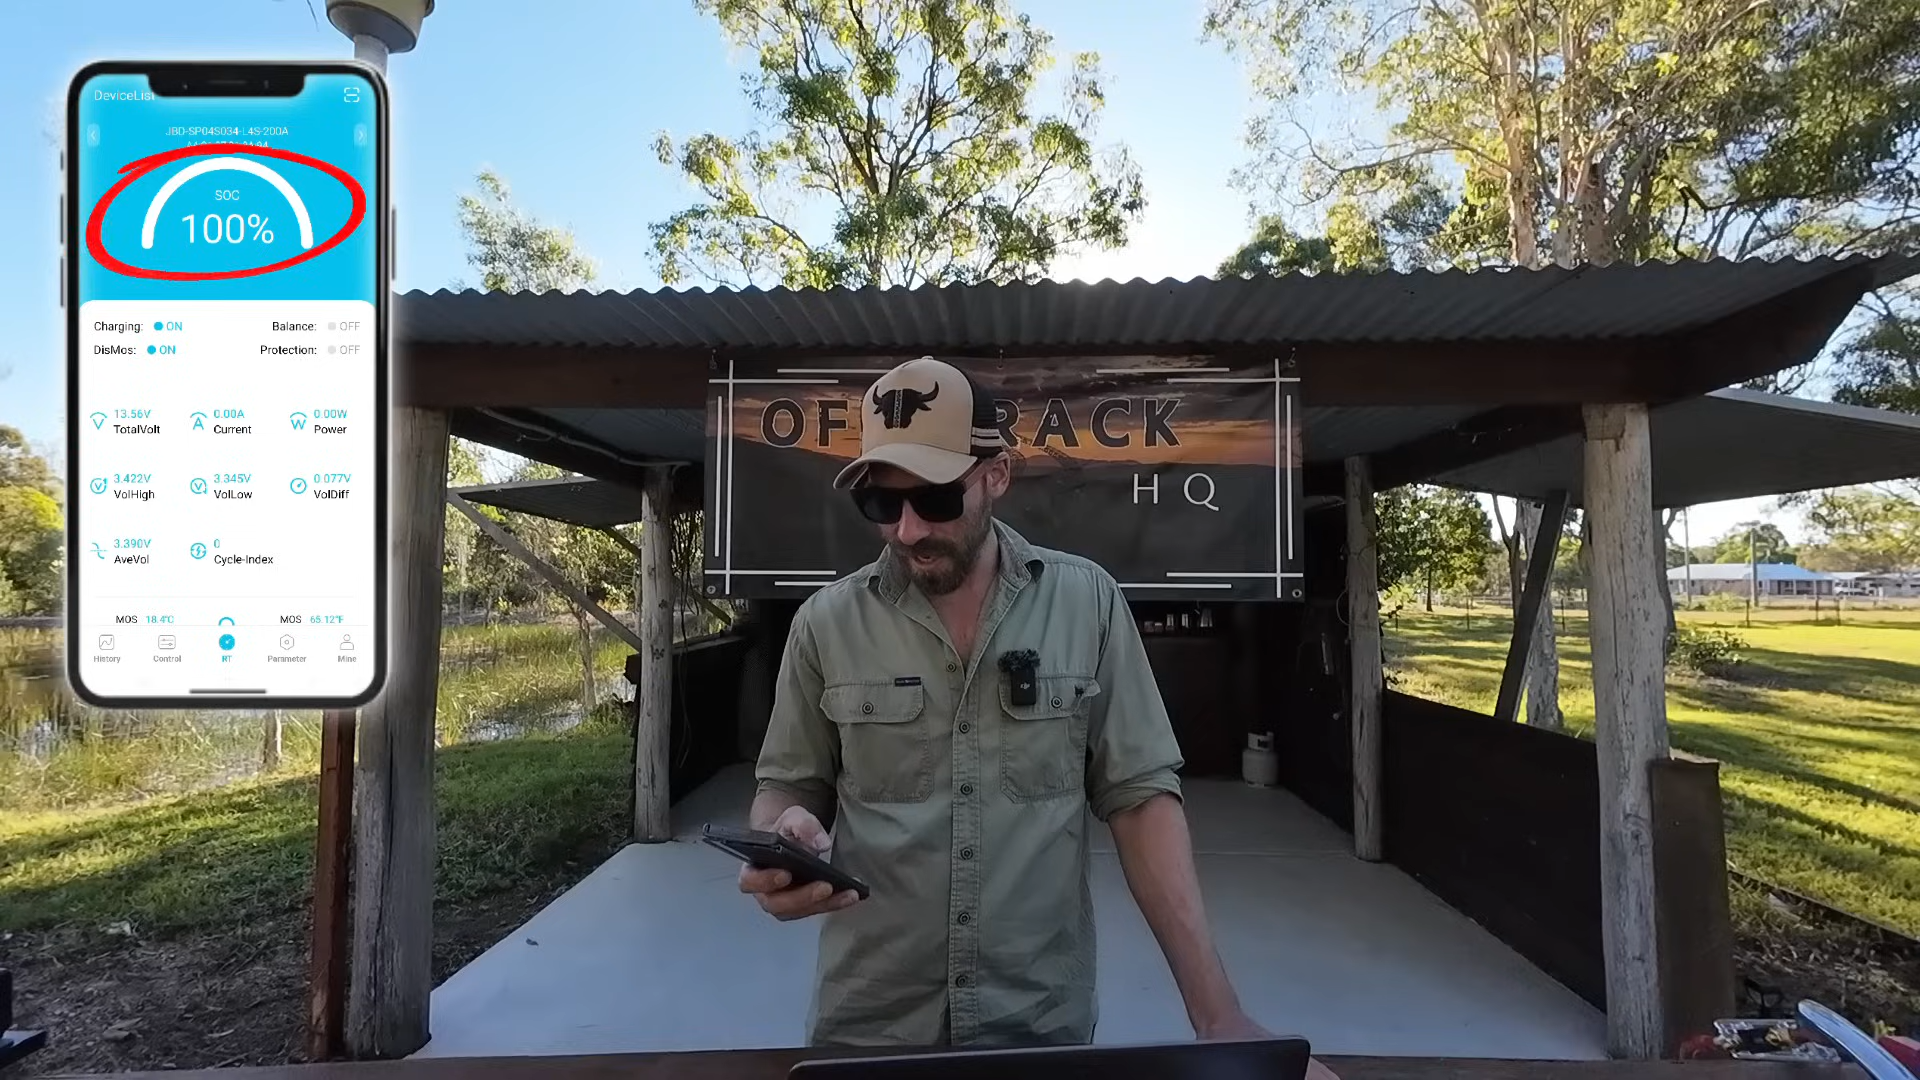 DeviceList
JBD-SP04S034-L4S-200A
SOC
100%
Charging: ON
Balance: OFF
DisMos: ON
Protection: OFF
13.56V
TotalVolt
0.00A
Current
0.00W
Power
3.422V
VolHigh
3.345V
VolLow
0.077V
VolDiff
3.390V
AveVol
0
Cycle-Index
MOS 18.4℃
MOS 65.12℉
History
Control
RT
Parameter
Mine
OF RACK
HQ